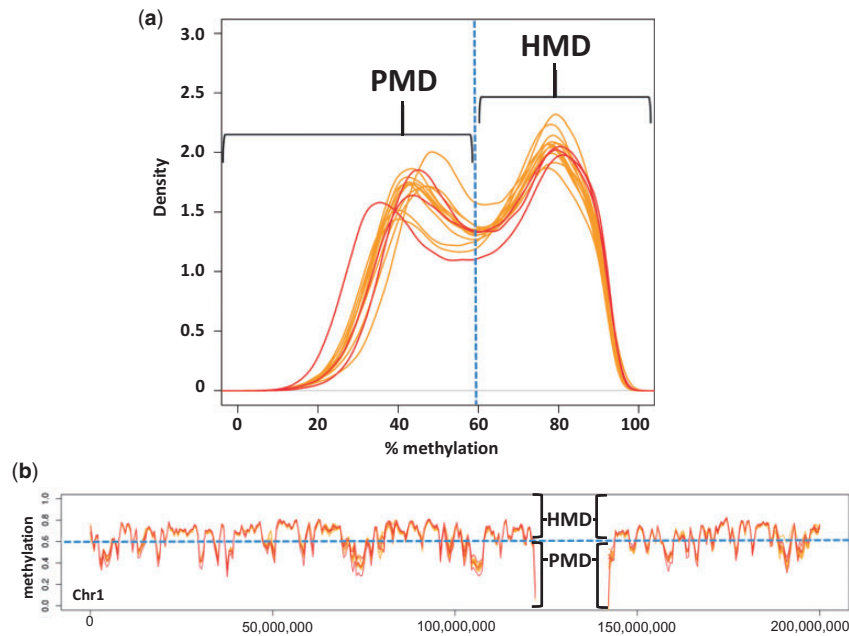 (a)
3.0
2.5
2.0
1.5
1.0
0.5
0
Density
PMD
HMD
0 20 40 60 80 100
% methylation
(b)
methylation
1.0
0.8
0.6
0.4
0.2
0.0
HMD
PMD
Chr1
0 50,000,000 100,000,000 150,000,000 200,000,000